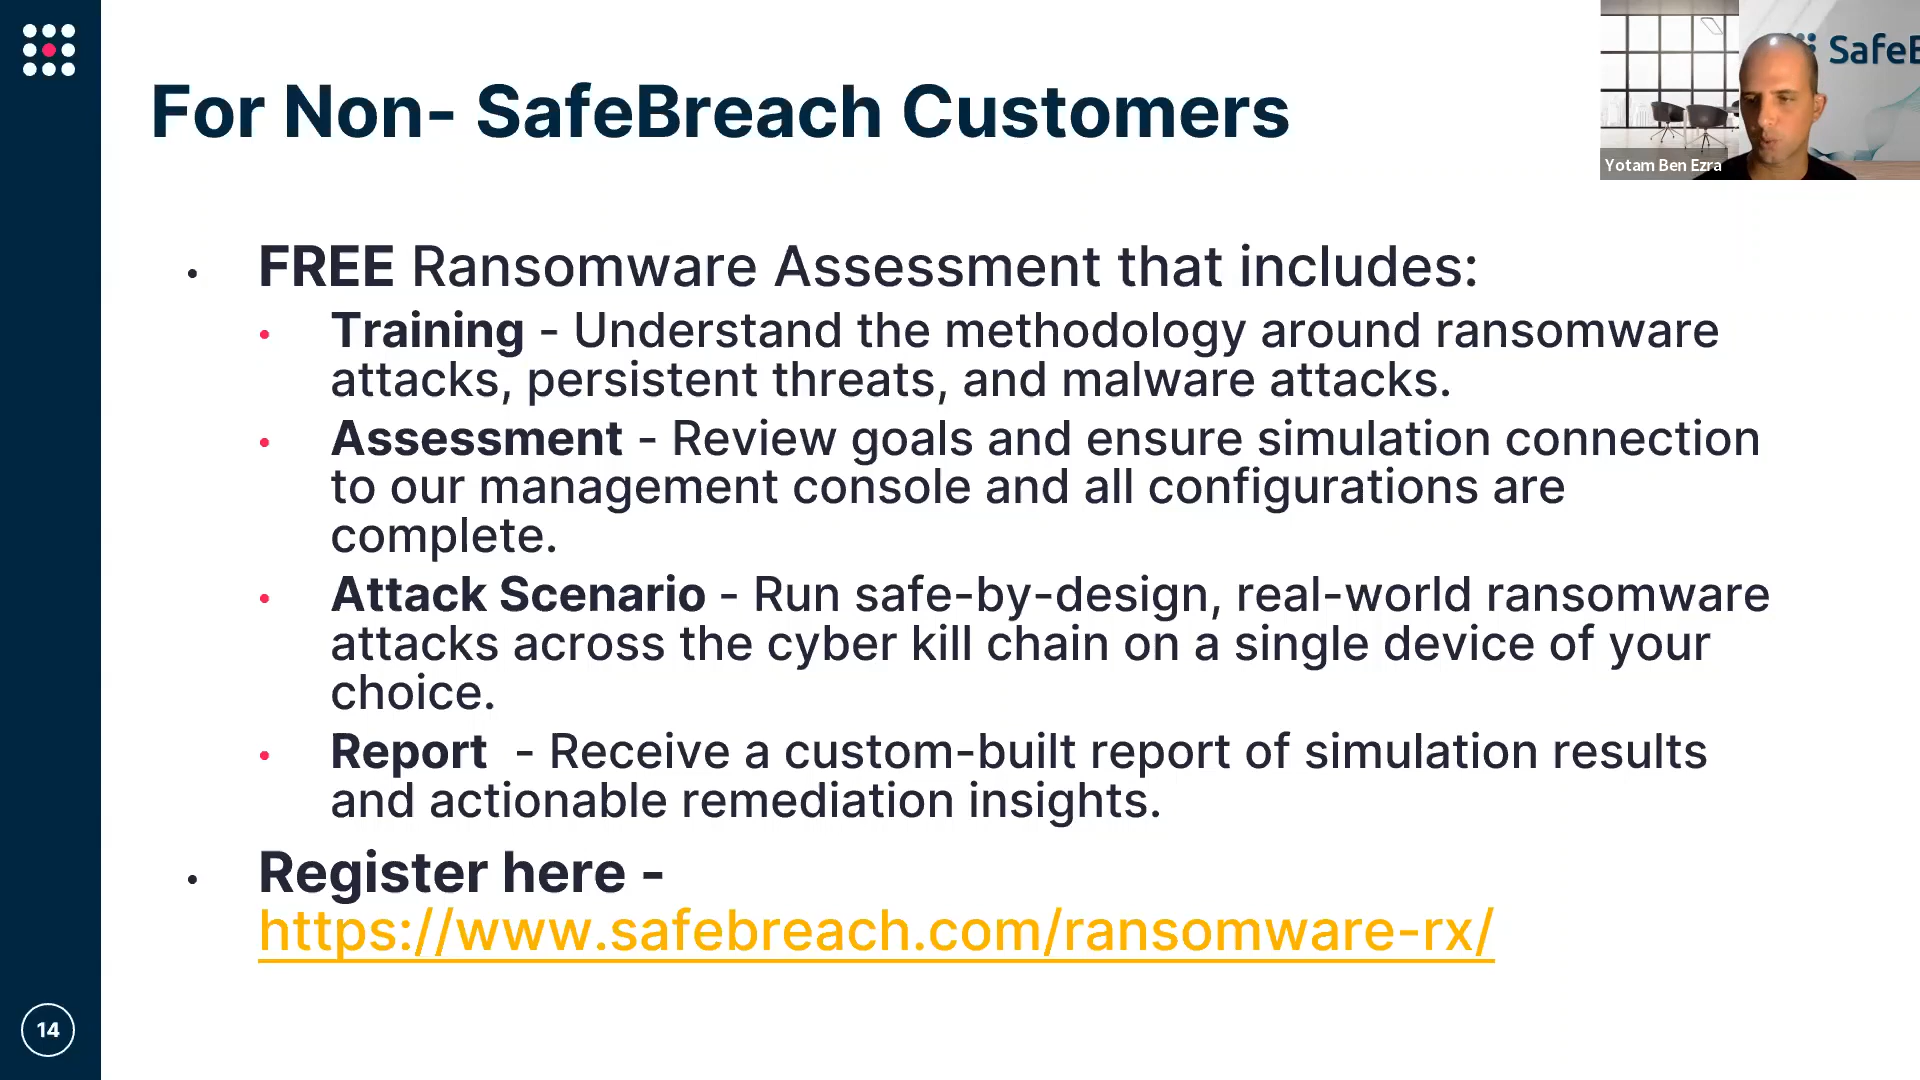 For Non- SafeBreach Customers
SafeB
Yotam Ben Ezra
• FREE Ransomware Assessment that includes:
• Training - Understand the methodology around ransomware
attacks, persistent threats, and malware attacks.
• Assessment - Review goals and ensure simulation connection
to our management console and all configurations are
complete.
• Attack Scenario - Run safe-by-design, real-world ransomware
attacks across the cyber kill chain on a single device of your
choice.
• Report  - Receive a custom-built report of simulation results
and actionable remediation insights.
• Register here -
https://www.safebreach.com/ransomware-rx/
14